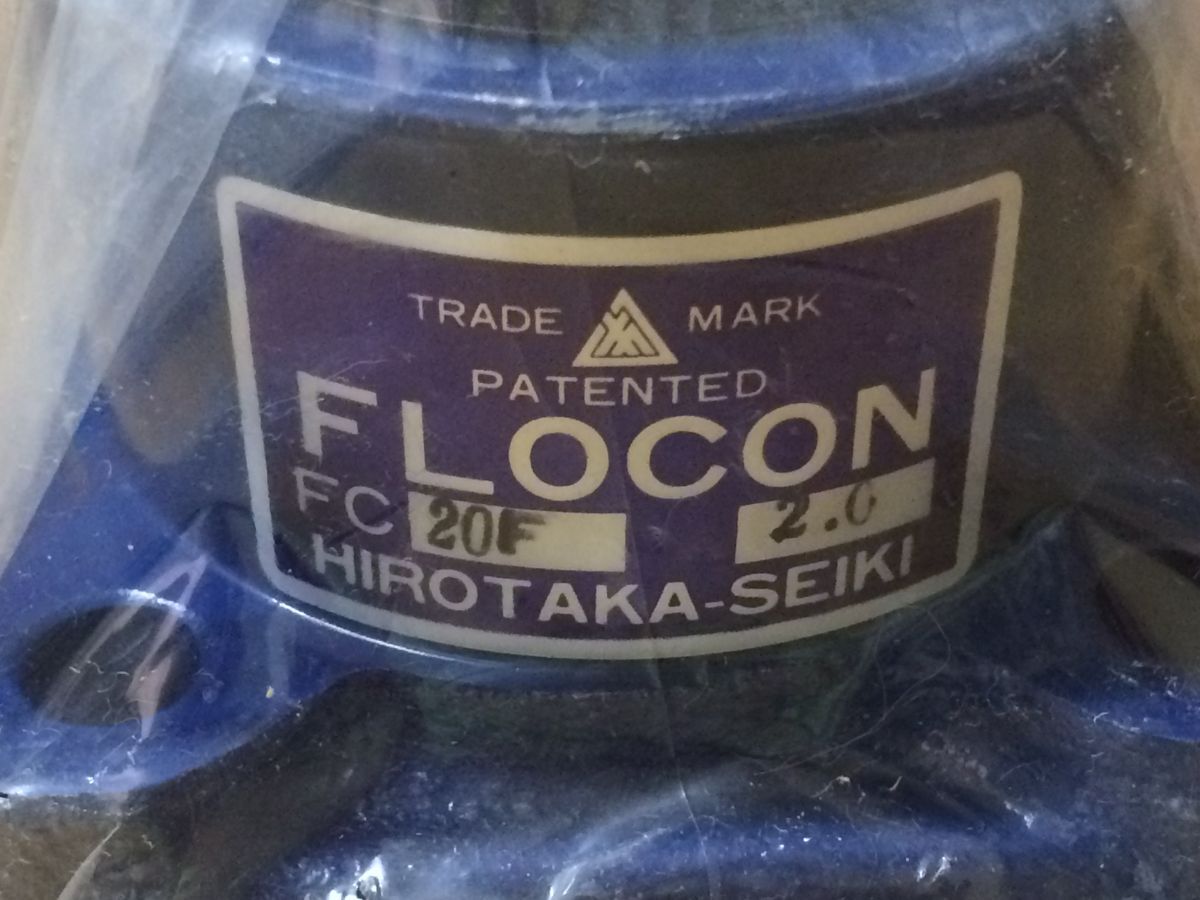 TRADE MARK
PATENTED
FLOCON
FC 20F 2.0
HIROTAKA-SEIKI